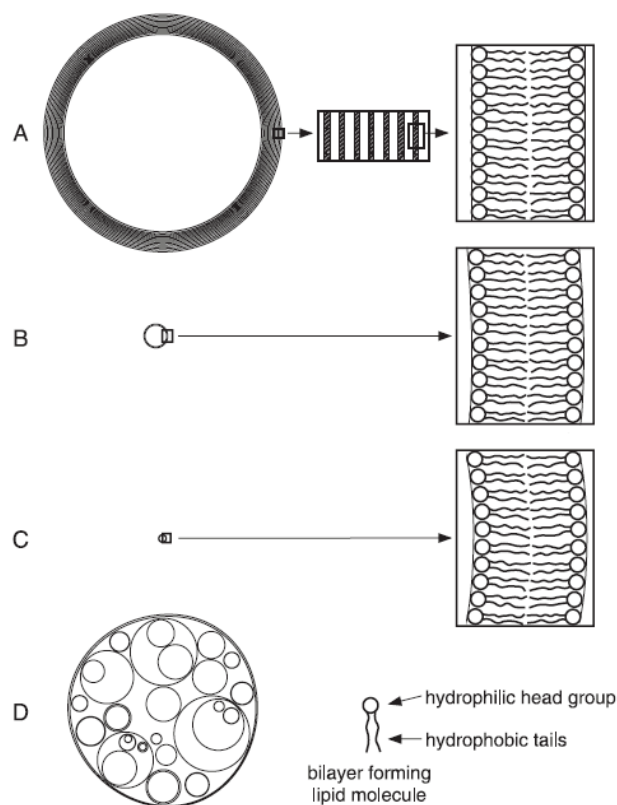 A
B
C
D
hydrophilic head group
hydrophobic tails
bilayer forming
lipid molecule